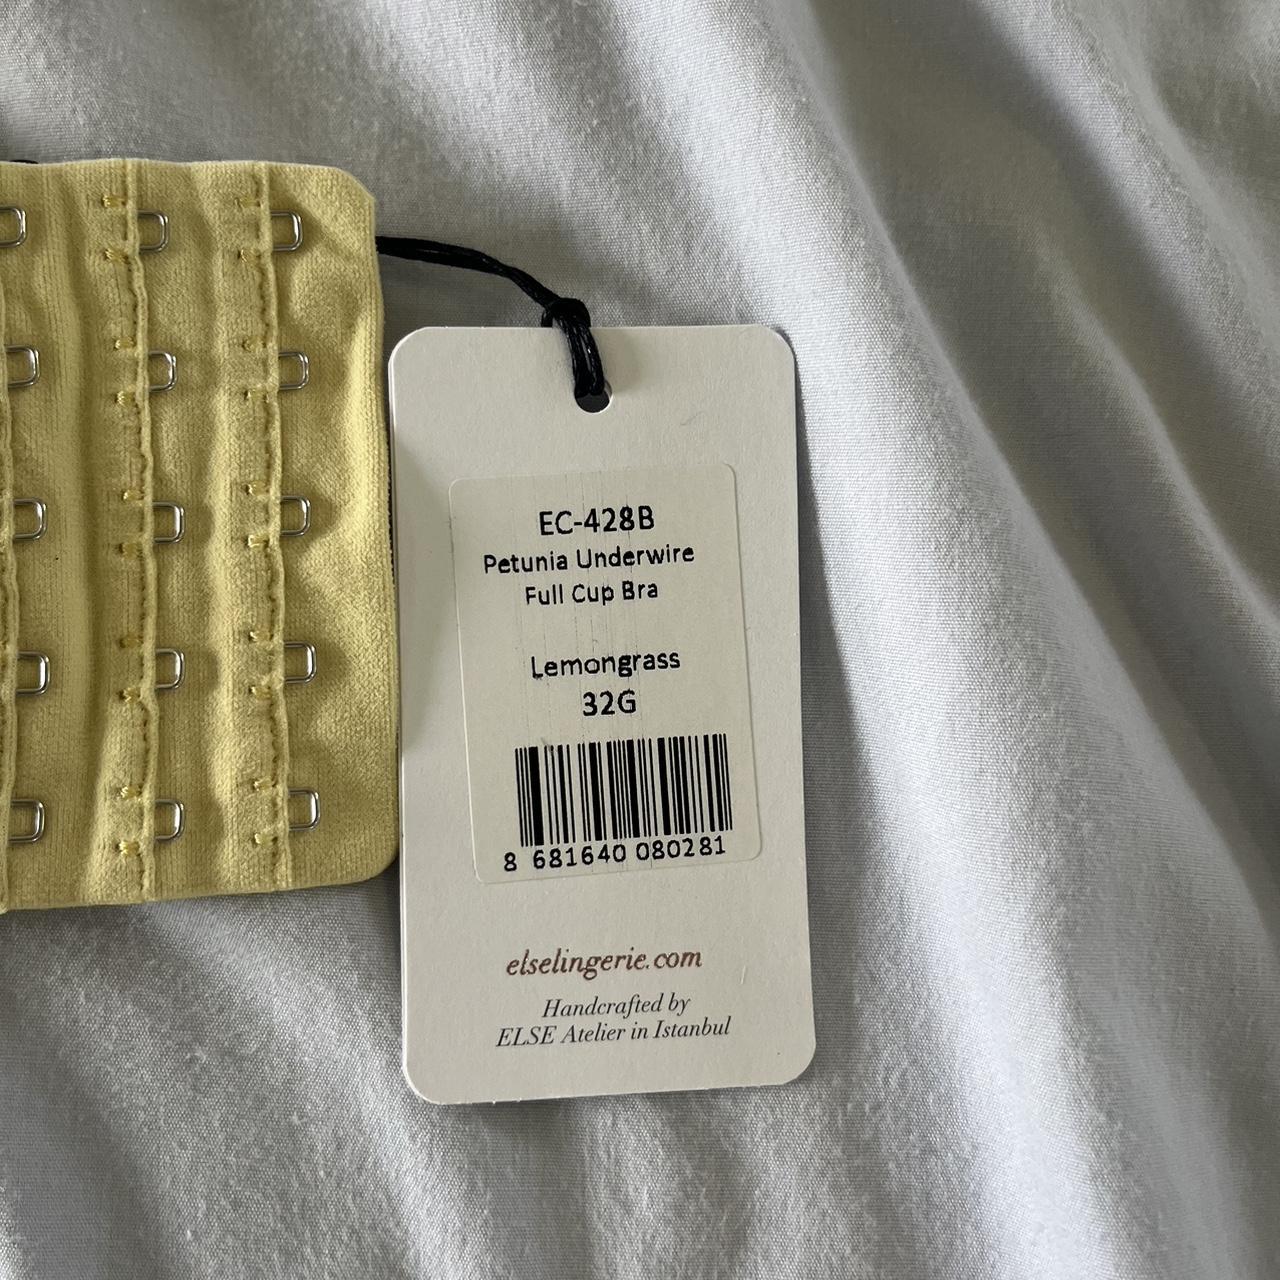 EC-428B
Petunia Underwire
Full Cup Bra
Lemongrass
32G
8 681640 080281
elselingerie.com
Handcrafted by
ELSE Atelier in Istanbul